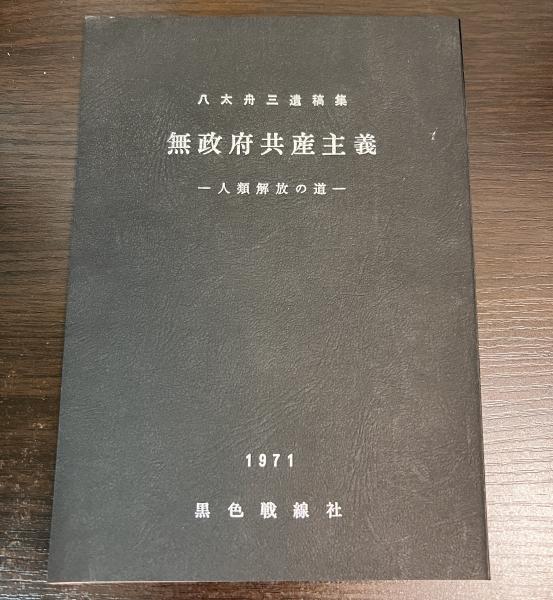 八太舟三遺稿集
無政府共産主義
—人類解放の道—
1971
黒色戦線社